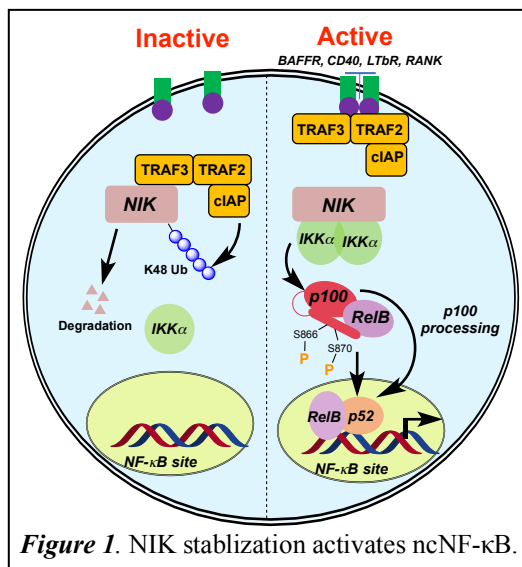 Inactive
Active
BAFFR, CD40, LTbR, RANK
TRAF3
TRAF2
cIAP
NIK
K48 Ub
Degradation
IKKα
NF-κB site
TRAF3
TRAF2
cIAP
NIK
IKKα
IKKα
p100
RelB
p100
processing
S866
P
S870
P
RelB
p52
NF-κB site
Figure 1. NIK stablization activates ncNF-κB.